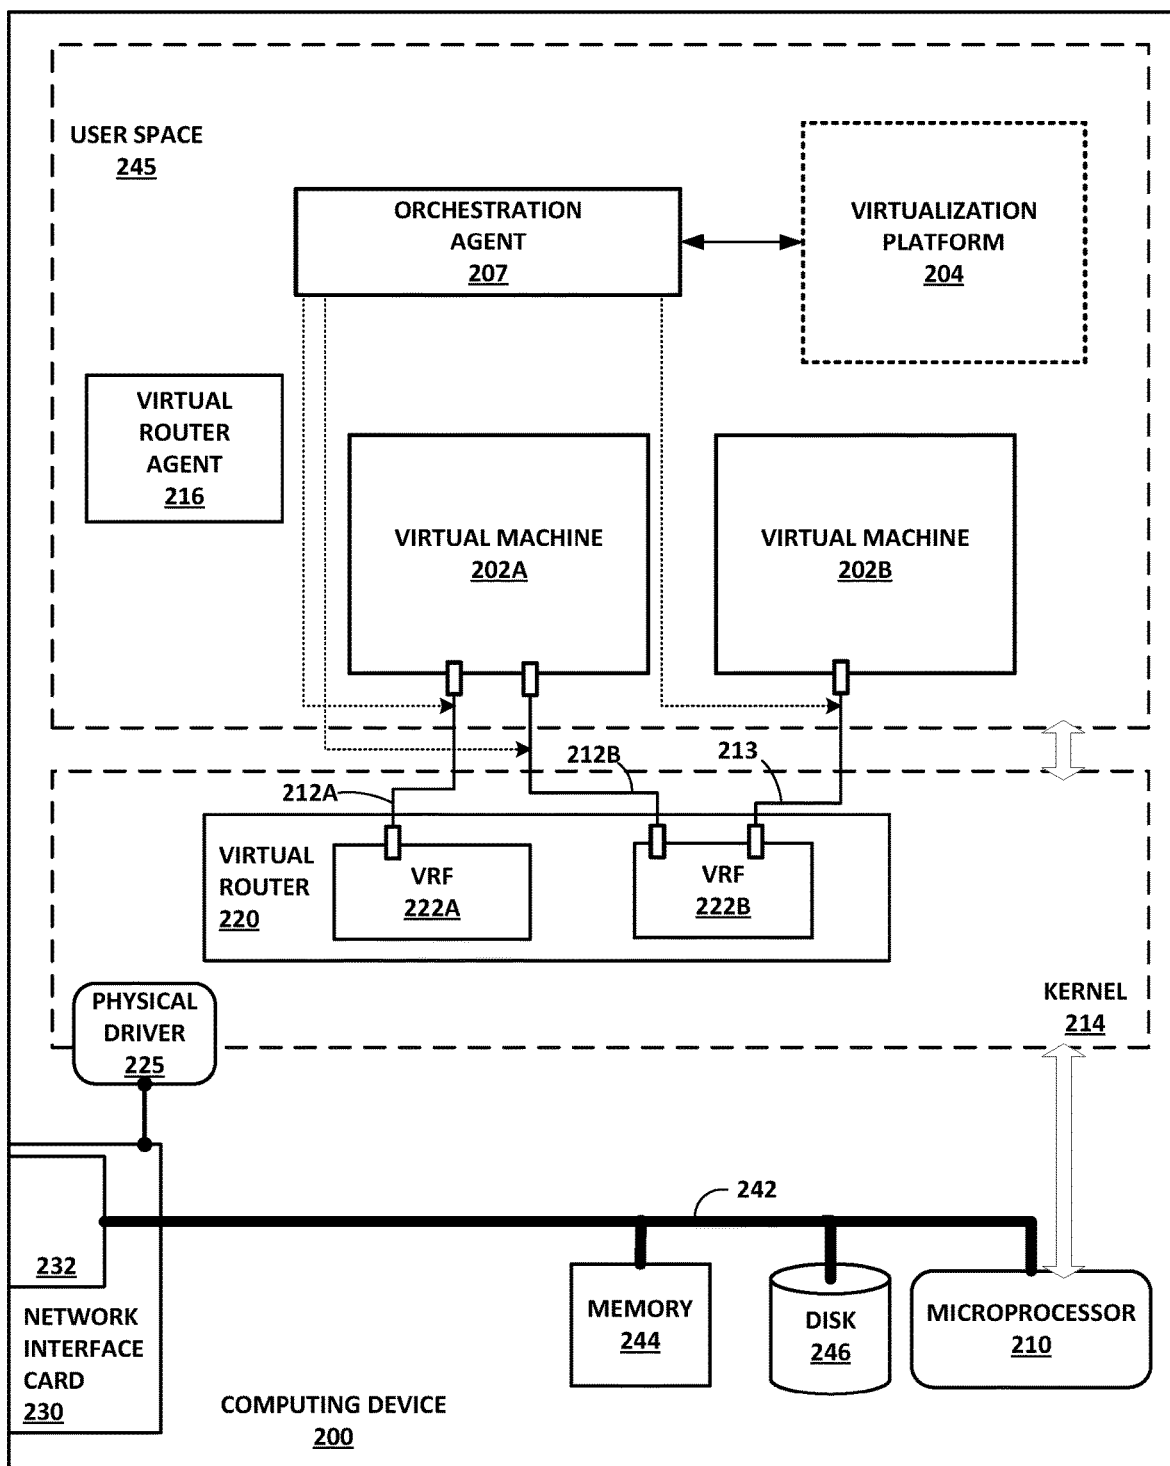 USER SPACE
245
ORCHESTRATION
AGENT
207
VIRTUALIZATION
PLATFORM
204
VIRTUAL
ROUTER
AGENT
216
VIRTUAL MACHINE
202A
VIRTUAL MACHINE
202B
212A
212B
213
VIRTUAL
ROUTER
220
VRF
222A
VRF
222B
KERNEL
214
PHYSICAL
DRIVER
225
242
232
NETWORK
INTERFACE
CARD
230
MEMORY
244
DISK
246
MICROPROCESSOR
210
COMPUTING DEVICE
200